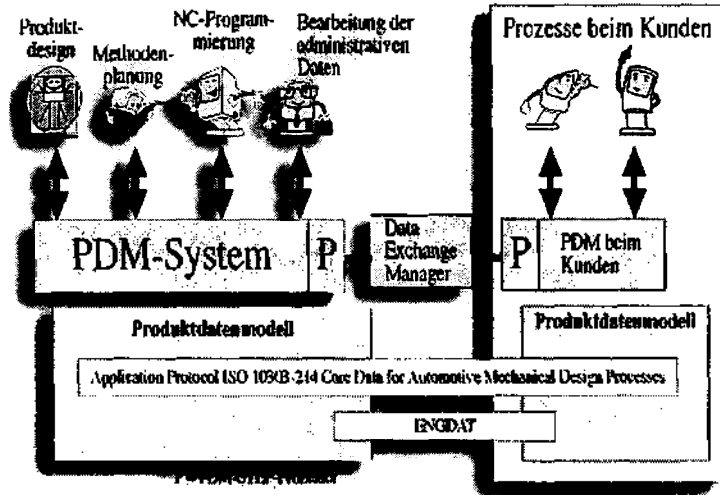 Produkt-
design
Methoden-
planung
NC-Program-
mierung
Bearbeitung der
administrativen
Daten
Prozesse beim Kunden
PDM-System
P
Data
Exchange
Manager
P
PDM beim
Kunden
Produktdatenmodell
Produktdatenmodell
Application Protocol ISO 10303-214 Core Data for Automotive Mechanical Design Processes
ENGDAT